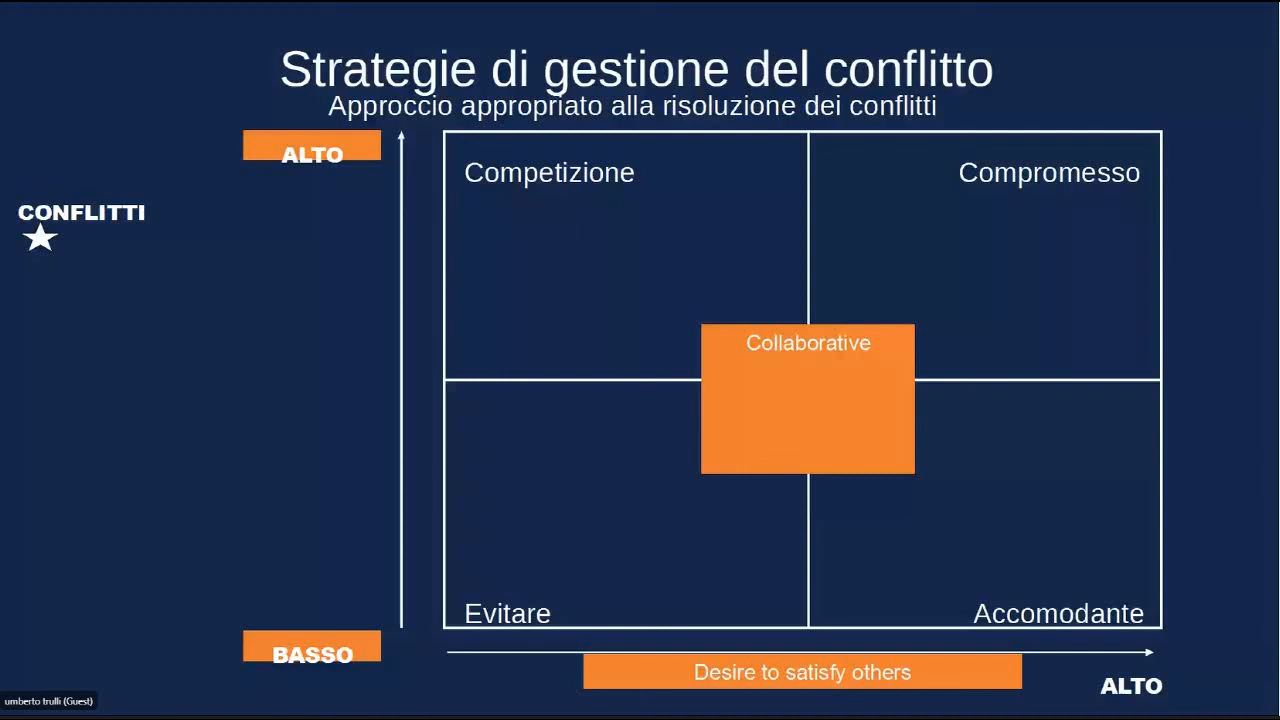 Strategie di gestione del conflitto
Approccio appropriato alla risoluzione dei conflitti
ALTO
CONFLITTI
Competizione
Compromesso
Collaborative
Evitare
Accomodante
BASSO
Desire to satisfy others
ALTO
umberto trulli (Guest)